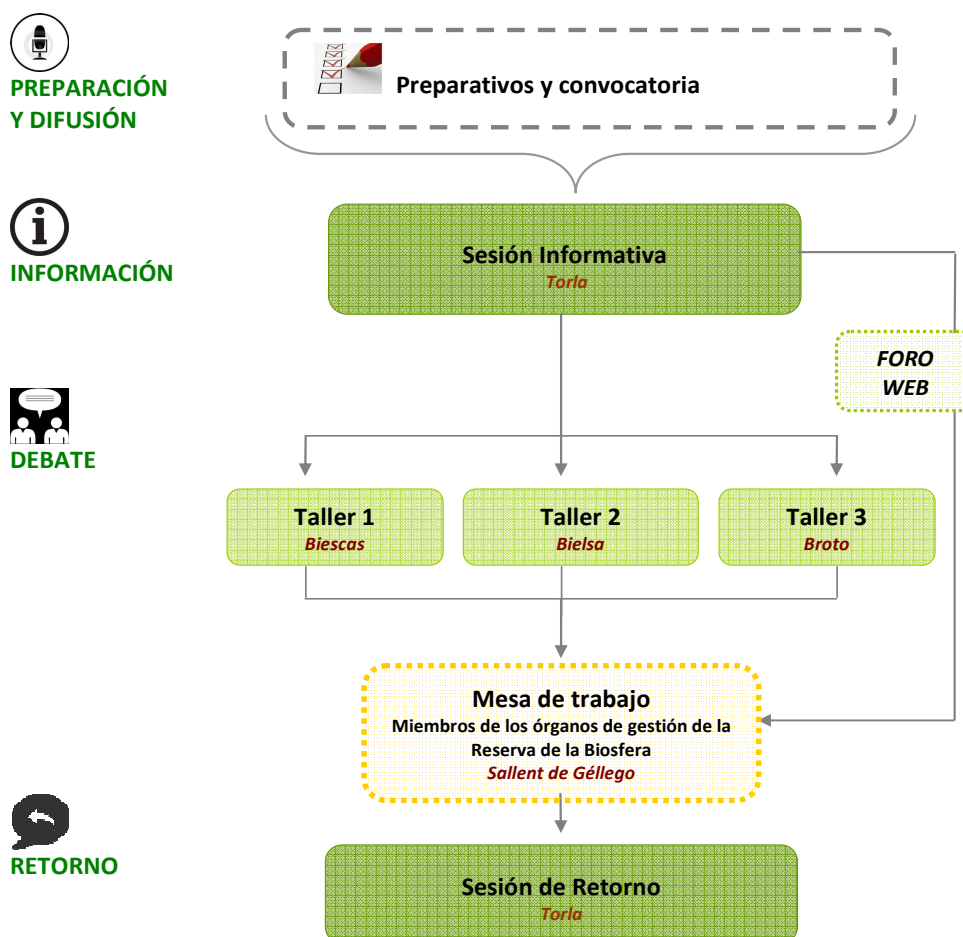 PREPARACIÓN
Y DIFUSIÓN
Preparativos y convocatoria
INFORMACIÓN
Sesión Informativa
Torla
FORO
WEB
DEBATE
Taller 1
Biescas
Taller 2
Bielsa
Taller 3
Broto
Mesa de trabajo
Miembros de los órganos de gestión de la
Reserva de la Biosfera
Sallent de Géllego
RETORNO
Sesión de Retorno
Torla